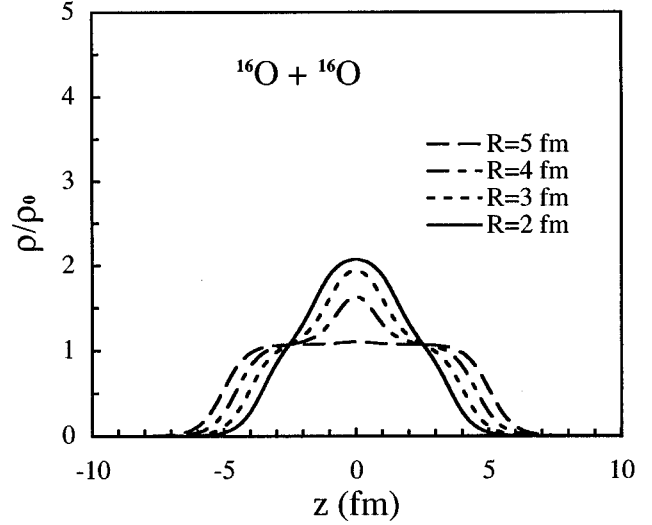 5
¹⁶O + ¹⁶O
4
R=5 fm
R=4 fm
3
R=3 fm
R=2 fm
ρ/ρ₀
2
1
0
-10 -5 0 5 10
z (fm)